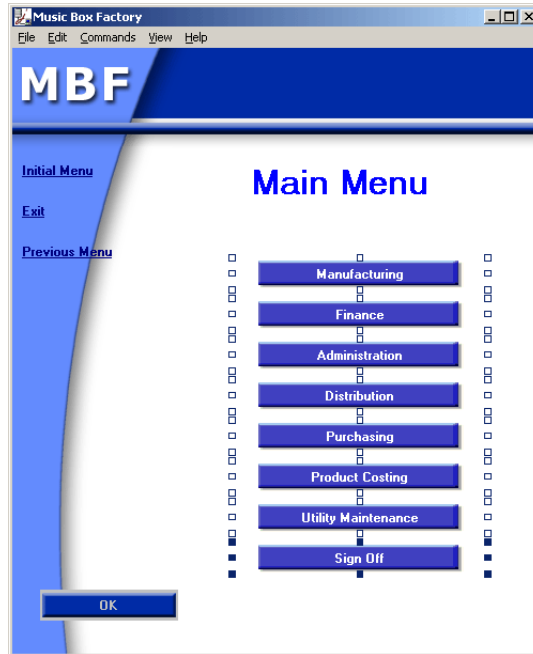 Music Box Factory
File Edit Commands View Help
MBF
Initial Menu
Exit
Previous Menu
Main Menu
Manufacturing
Finance
Administration
Distribution
Purchasing
Product Costing
Utility Maintenance
Sign Off
OK